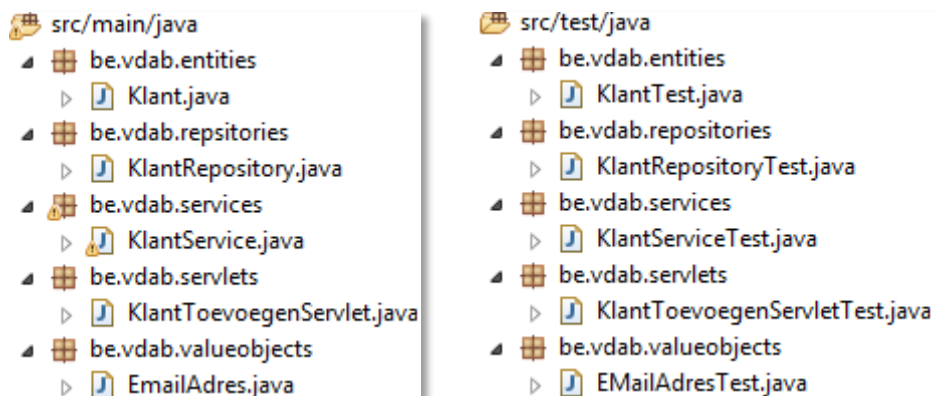 src/main/java
be.vdab.entities
Klant.java
be.vdab.repsitories
KlantRepository.java
be.vdab.services
KlantService.java
be.vdab.servlets
KlantToevoegenServlet.java
be.vdab.valueobjects
EmailAdres.java
src/test/java
be.vdab.entities
KlantTest.java
be.vdab.repositories
KlantRepositoryTest.java
be.vdab.services
KlantServiceTest.java
be.vdab.servlets
KlantToevoegenServletTest.java
be.vdab.valueobjects
EMailAdresTest.java